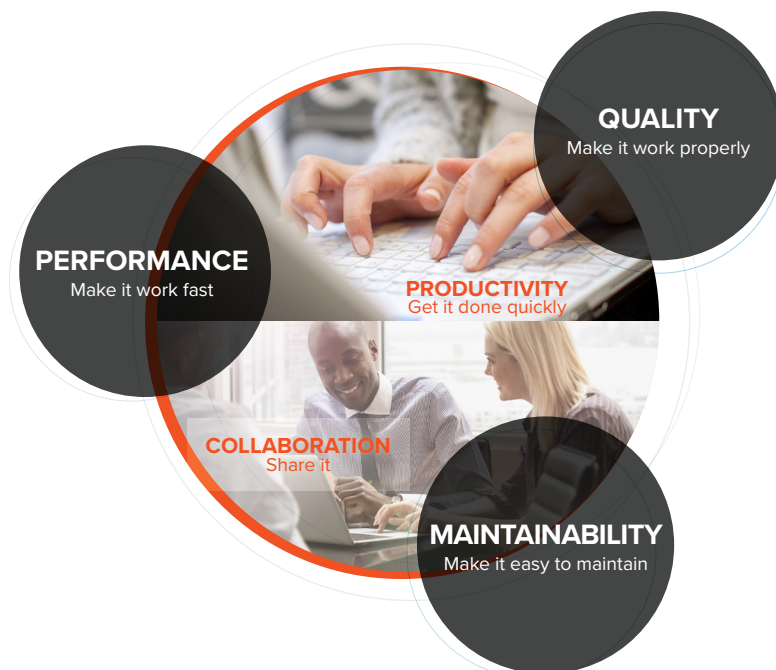 QUALITY
Make it work properly
PERFORMANCE
Make it work fast
PRODUCTIVITY
Get it done quickly
COLLABORATION
Share it
MAINTAINABILITY
Make it easy to maintain